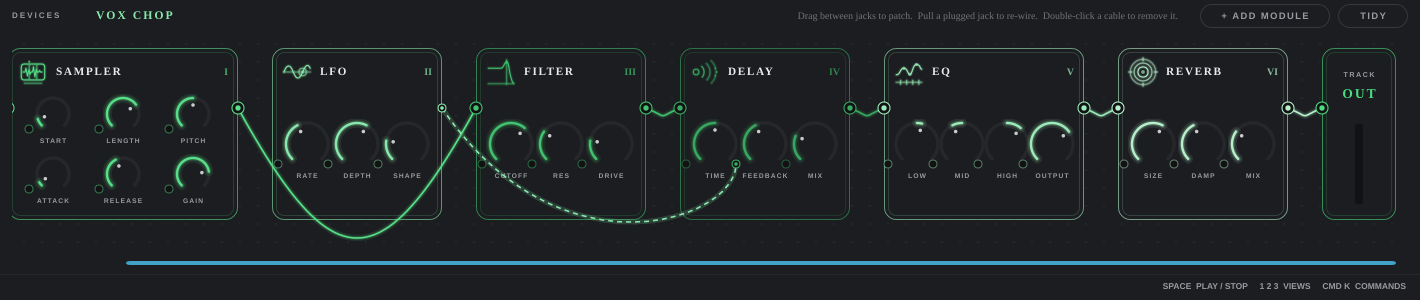 DEVICES VOX CHOP Drag between jacks to patch. Pull a plugged jack to re-wire. Double-click a cable to remove it. + ADD MODULE TIDY
SAMPLER I LFO II FILTER III DELAY IV EQ V REVERB VI TRACK
OUT
START LENGTH PITCH
RATE DEPTH SHAPE CUTOFF RES DRIVE TIME FEEDBACK MIX LOW MID HIGH OUTPUT SIZE DAMP MIX
ATTACK RELEASE GAIN
SPACE PLAY / STOP 1 2 3 VIEWS CMD K COMMANDS